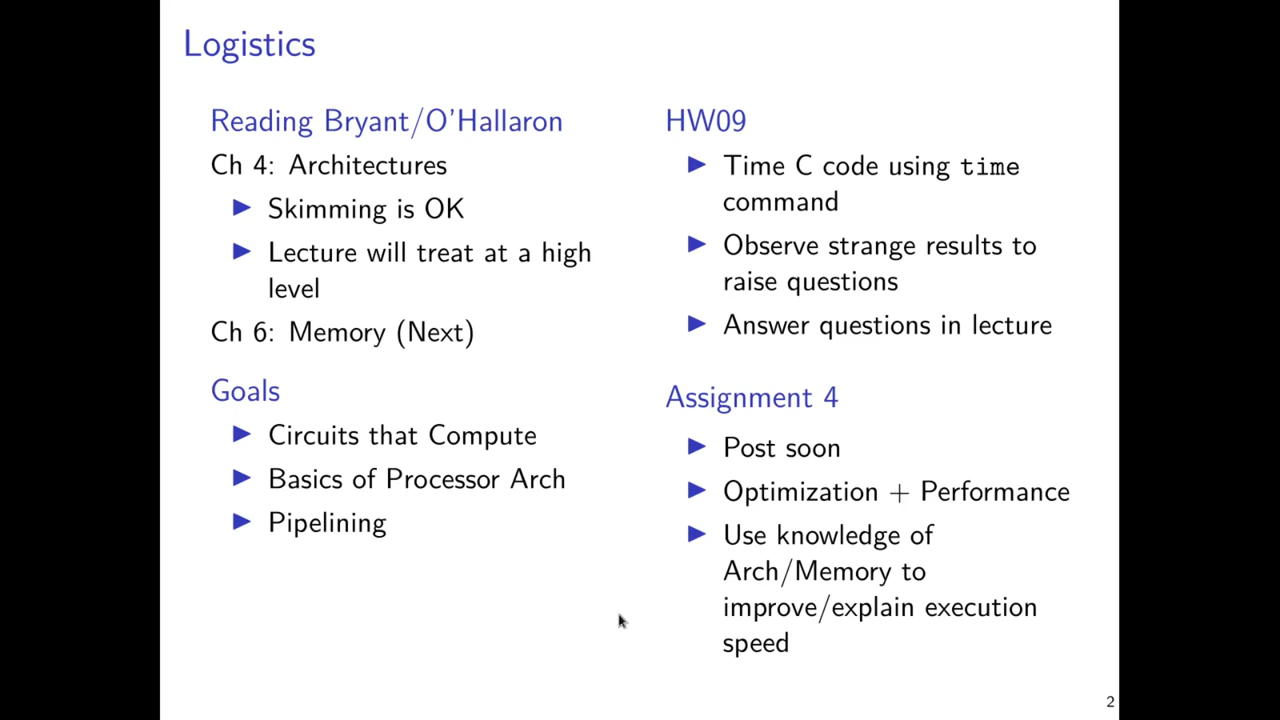 Logistics
Reading Bryant/O'Hallaron
Ch 4: Architectures
Skimming is OK
Lecture will treat at a high
level
Ch 6: Memory (Next)
Goals
Circuits that Compute
Basics of Processor Arch
Pipelining
HW09
Time C code using time
command
Observe strange results to
raise questions
Answer questions in lecture
Assignment 4
Post soon
Optimization + Performance
Use knowledge of
Arch/Memory to
improve/explain execution
speed
2